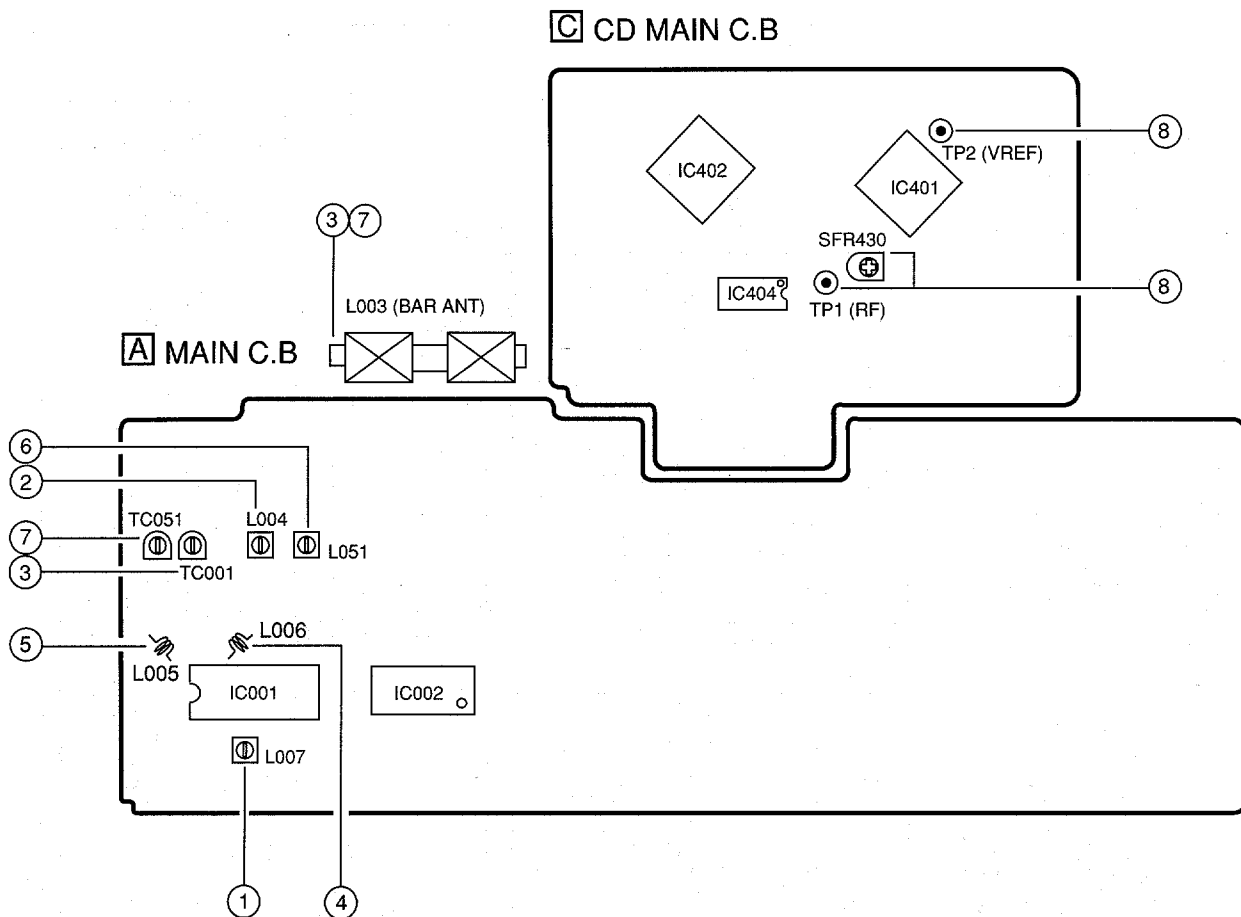 C CD MAIN C.B
8
TP2 (VREF)
IC402
IC401
3 7
SFR430
IC404
TP1 (RF)
8
L003 (BAR ANT)
A MAIN C.B
6
2
TC051
L004
7
L051
3
TC001
5
L006
L005
IC001
IC002
L007
1
4